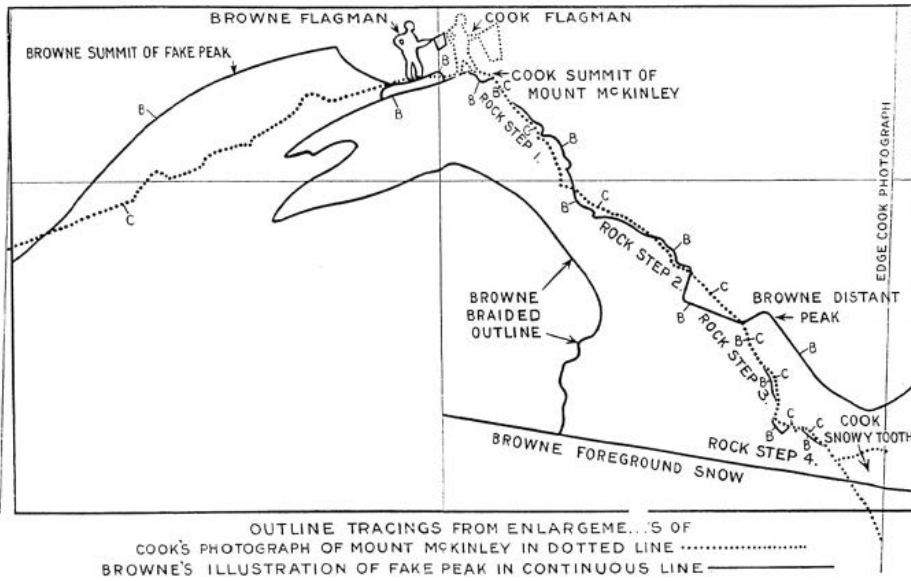 BROWNE FLAGMAN
COOK FLAGMAN
BROWNE SUMMIT OF FAKE PEAK
COOK SUMMIT OF
MOUNT McKINLEY
B
B
B
B
C
B
C
ROCK STEP 1.
B
C
B
C
B
ROCK STEP 2.
C
B
EDGE COOK PHOTOGRAPH
BROWNE
BRAIDED
OUTLINE
BROWNE DISTANT
PEAK
B
C
B
ROCK STEP 3.
B
C
B
C
B
COOK
SNOWY TOOTH
ROCK STEP 4.
BROWNE FOREGROUND SNOW
OUTLINE TRACINGS FROM ENLARGEME...'S OF
COOK'S PHOTOGRAPH OF MOUNT McKINLEY IN DOTTED LINE
BROWNE'S ILLUSTRATION OF FAKE PEAK IN CONTINUOUS LINE